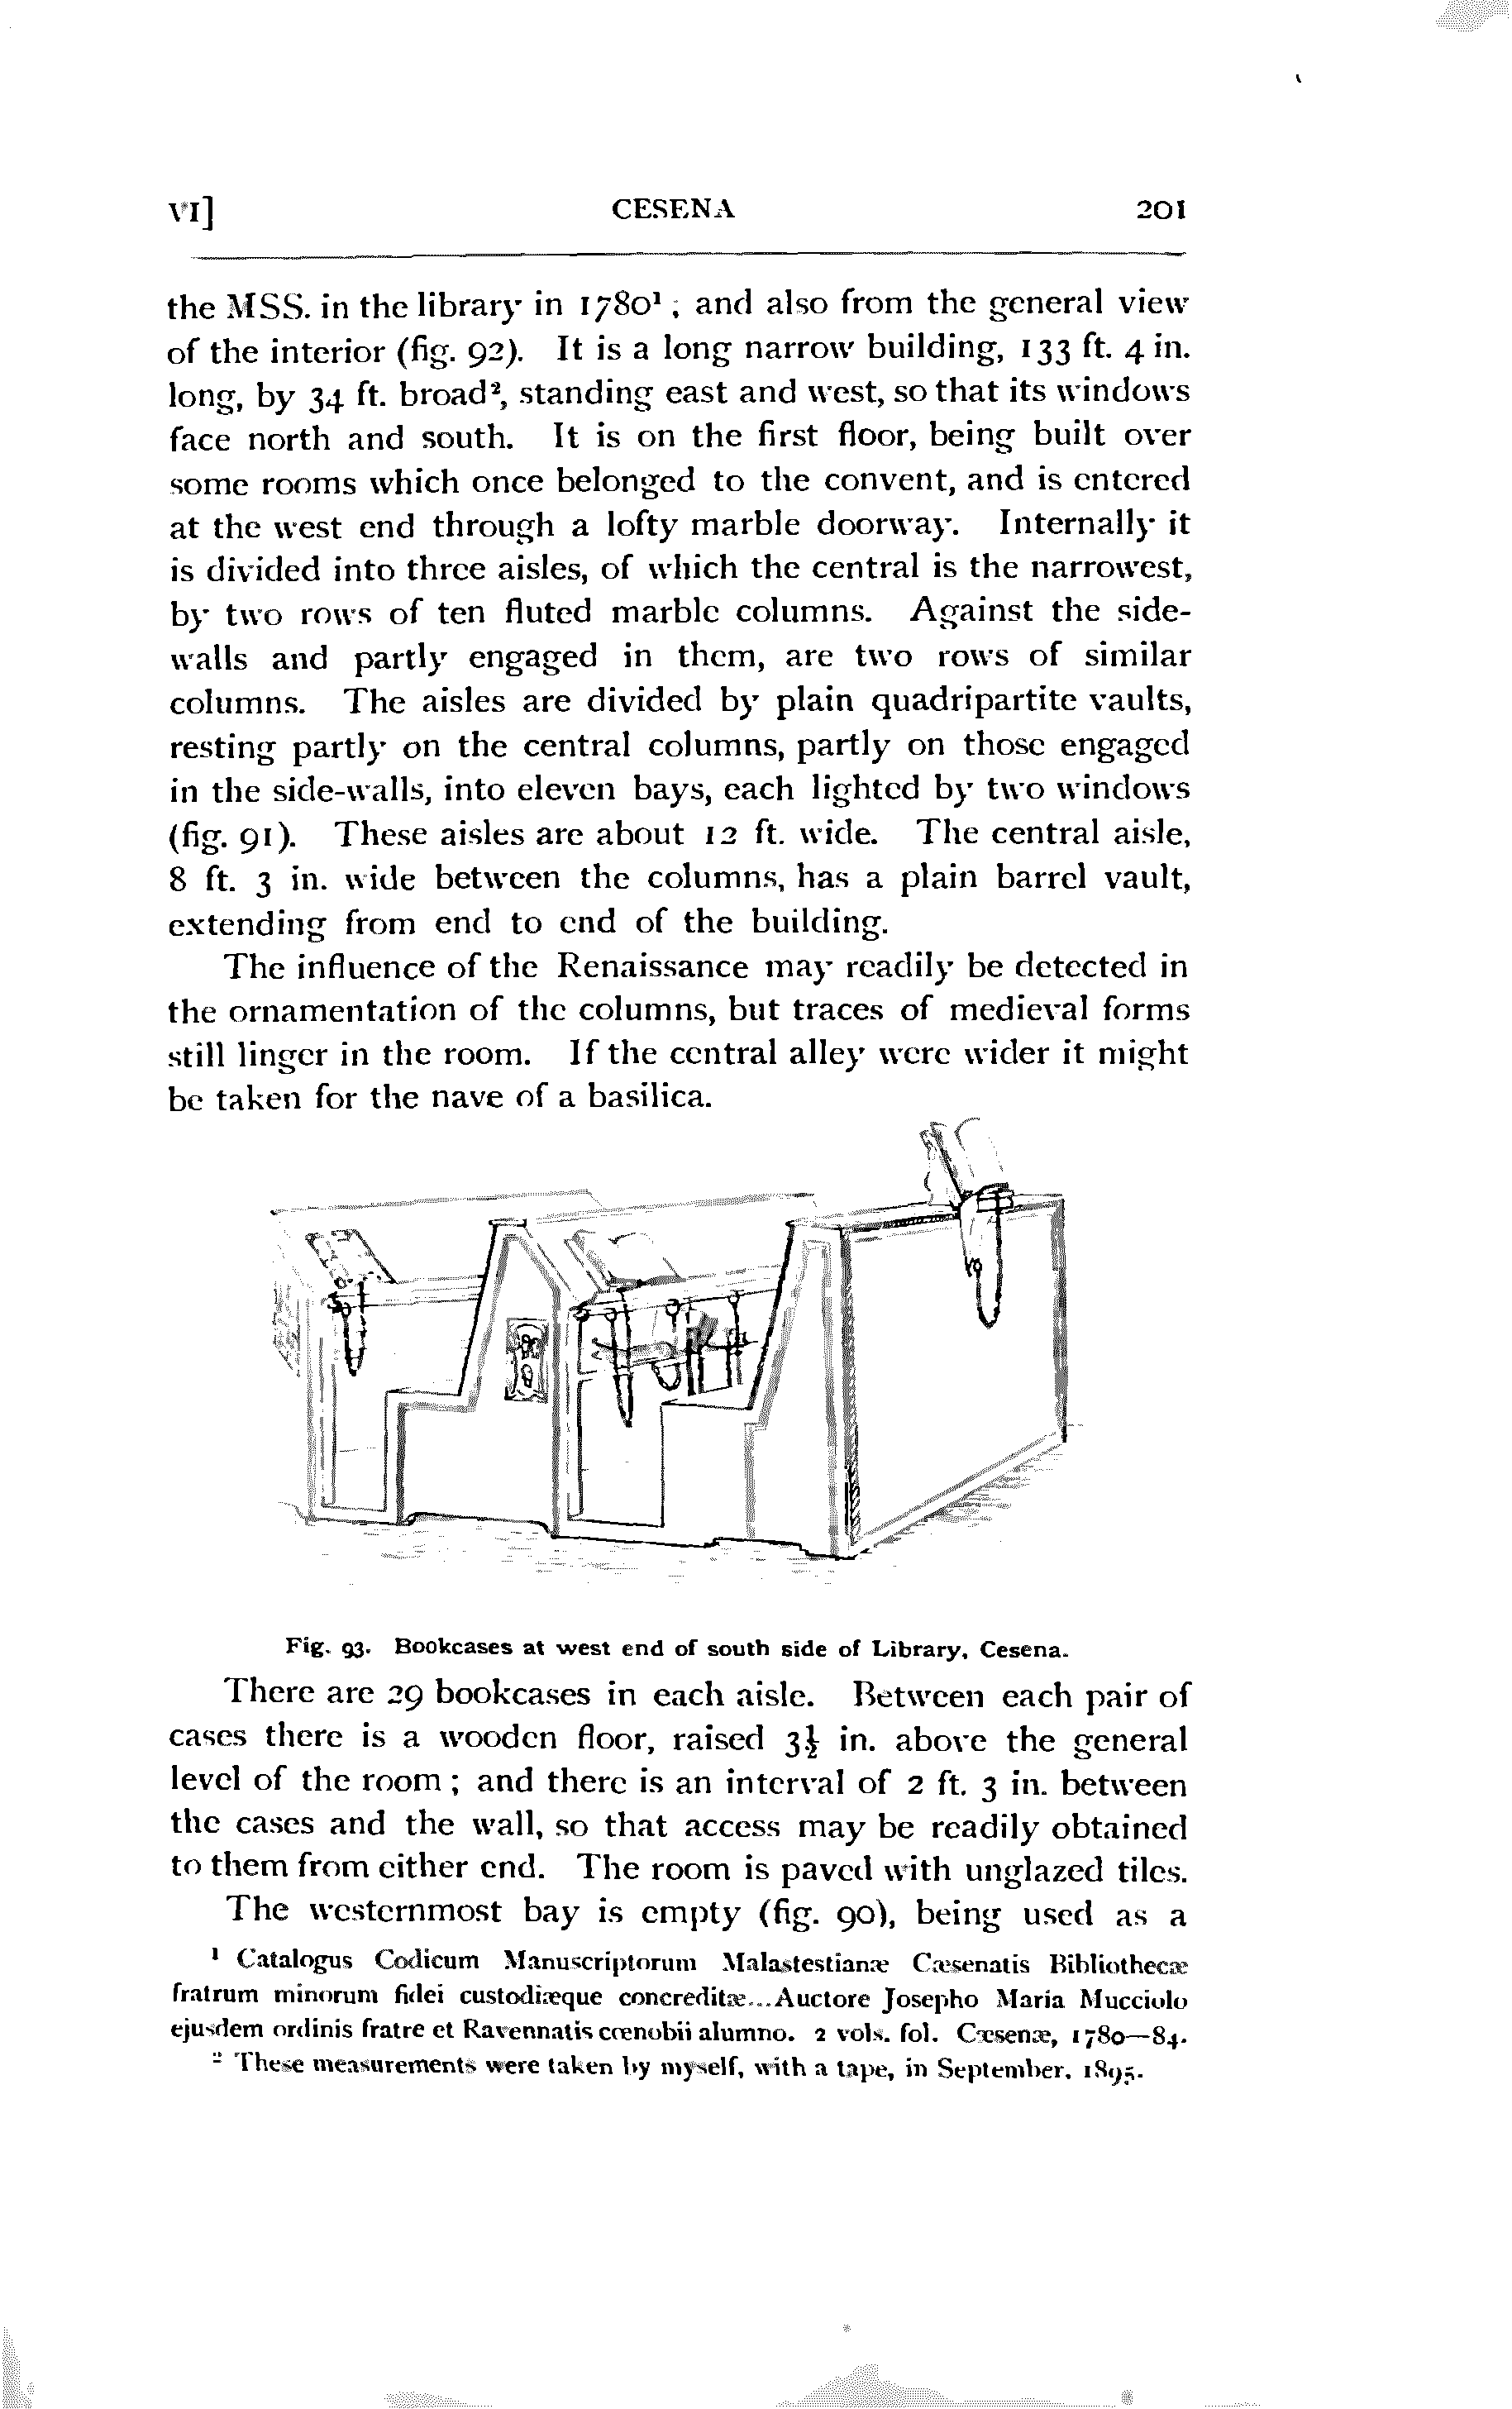 VI] CESENA 201
the MSS. in the library in 1780¹; and also from the general view
of the interior (fig. 92). It is a long narrow building, 133 ft. 4 in.
long, by 34 ft. broad², standing east and west, so that its windows
face north and south. It is on the first floor, being built over
some rooms which once belonged to the convent, and is entered
at the west end through a lofty marble doorway. Internally it
is divided into three aisles, of which the central is the narrowest,
by two rows of ten fluted marble columns. Against the side-
walls and partly engaged in them, are two rows of similar
columns. The aisles are divided by plain quadripartite vaults,
resting partly on the central columns, partly on those engaged
in the side-walls, into eleven bays, each lighted by two windows
(fig. 91). These aisles are about 12 ft. wide. The central aisle,
8 ft. 3 in. wide between the columns, has a plain barrel vault,
extending from end to end of the building.
The influence of the Renaissance may readily be detected in
the ornamentation of the columns, but traces of medieval forms
still linger in the room. If the central alley were wider it might
be taken for the nave of a basilica.
Fig. 93. Bookcases at west end of south side of Library, Cesena.
There are 29 bookcases in each aisle. Between each pair of
cases there is a wooden floor, raised 3½ in. above the general
level of the room; and there is an interval of 2 ft. 3 in. between
the cases and the wall, so that access may be readily obtained
to them from either end. The room is paved with unglazed tiles.
The westernmost bay is empty (fig. 90), being used as a
¹ Catalogus Codicum Manuscriptorum Malastestianæ Cæsenatis Bibliothecæ
fratrum minorum fidei custodiæque concreditæ...Auctore Josepho Maria Mucciolo
ejusdem ordinis fratre et Ravennatis cœnobii alumno. 2 vols. fol. Cæsenæ, 1780—84.
² These measurements were taken by myself, with a tape, in September, 1895.